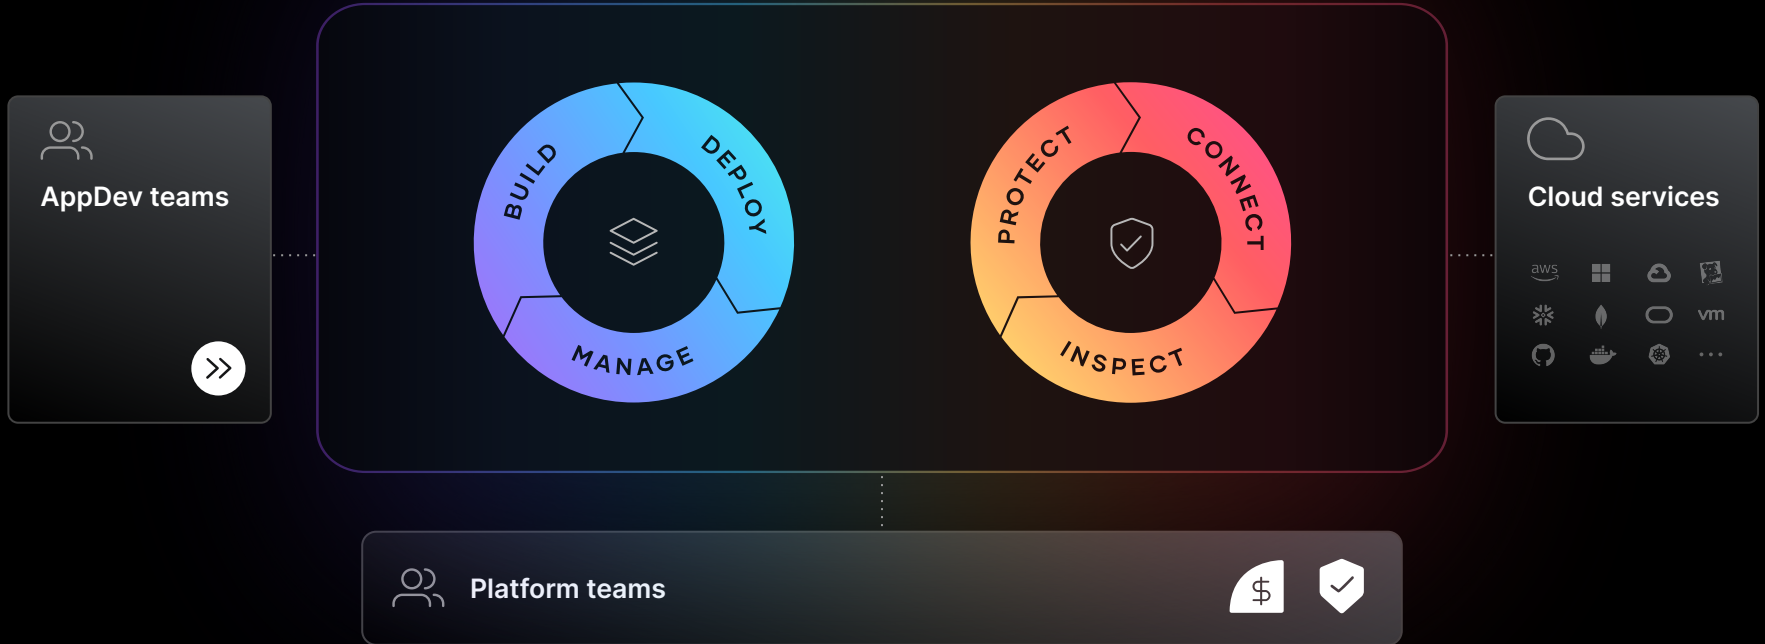 AppDev teams
BUILD
DEPLOY
MANAGE
PROTECT
CONNECT
INSPECT
Cloud services
aws
vm
Platform teams
$